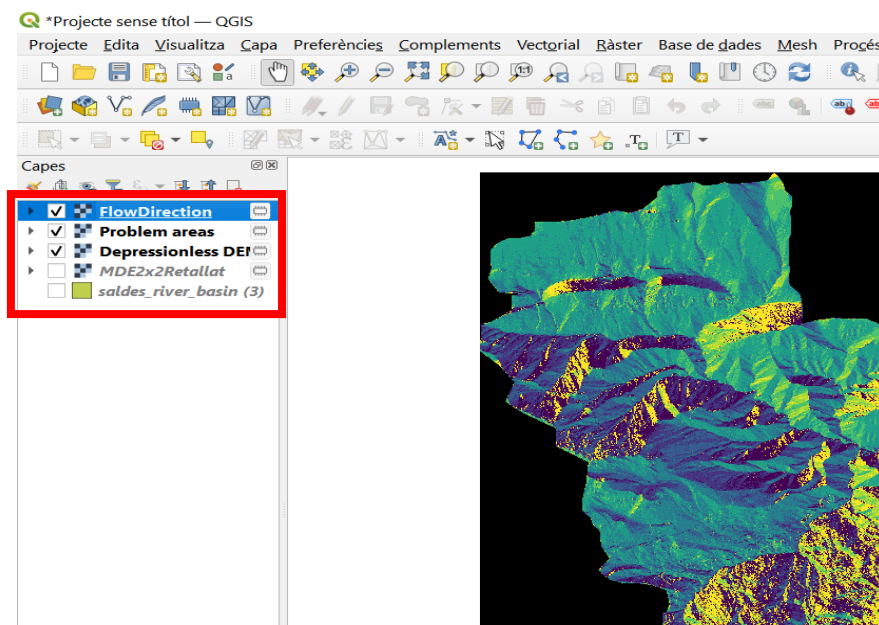 *Projecte sense títol — QGIS
Projecte Edita Visualitza Capa Preferències Complements Vectorial Ràster Base de dades Mesh Procés
Capes
FlowDirection
Problem areas
Depressionless DEM
MDE2x2Retallat
saldes_river_basin (3)